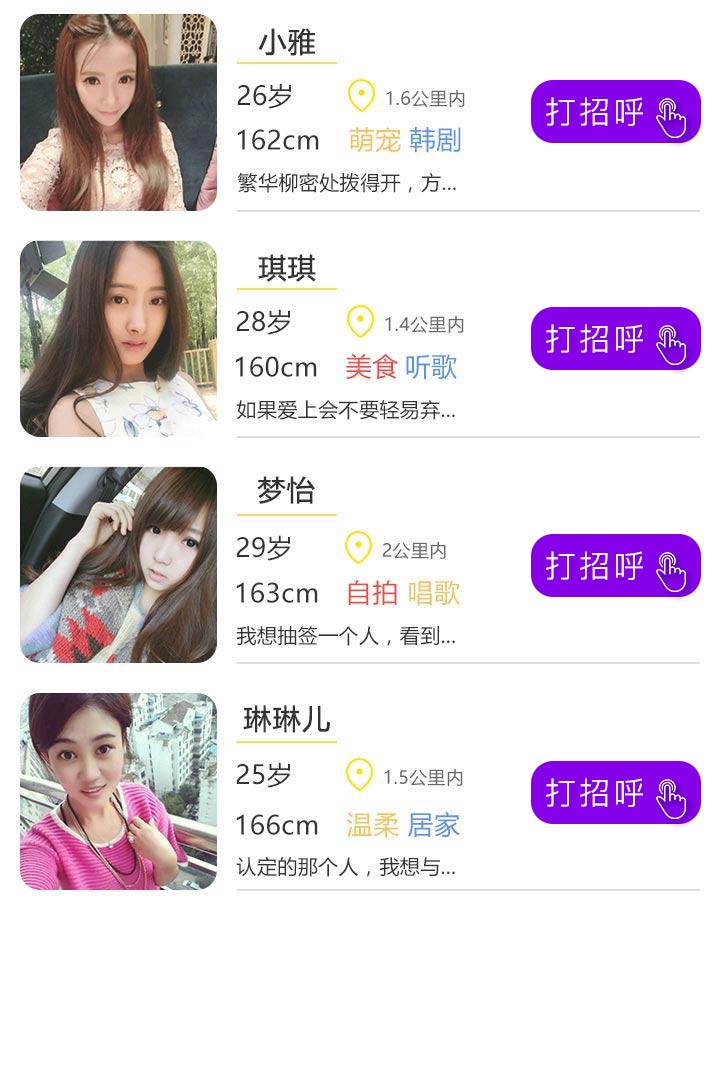 小雅
26岁 1.6公里内 打招呼
162cm 萌宠 韩剧
繁华柳密处拨得开，方...
琪琪
28岁 1.4公里内 打招呼
160cm 美食 听歌
如果爱上会不要轻易弃...
梦怡
29岁 2公里内 打招呼
163cm 自拍 唱歌
我想抽签一个人，看到...
琳琳儿
25岁 1.5公里内 打招呼
166cm 温柔 居家
认定的那个人，我想与...